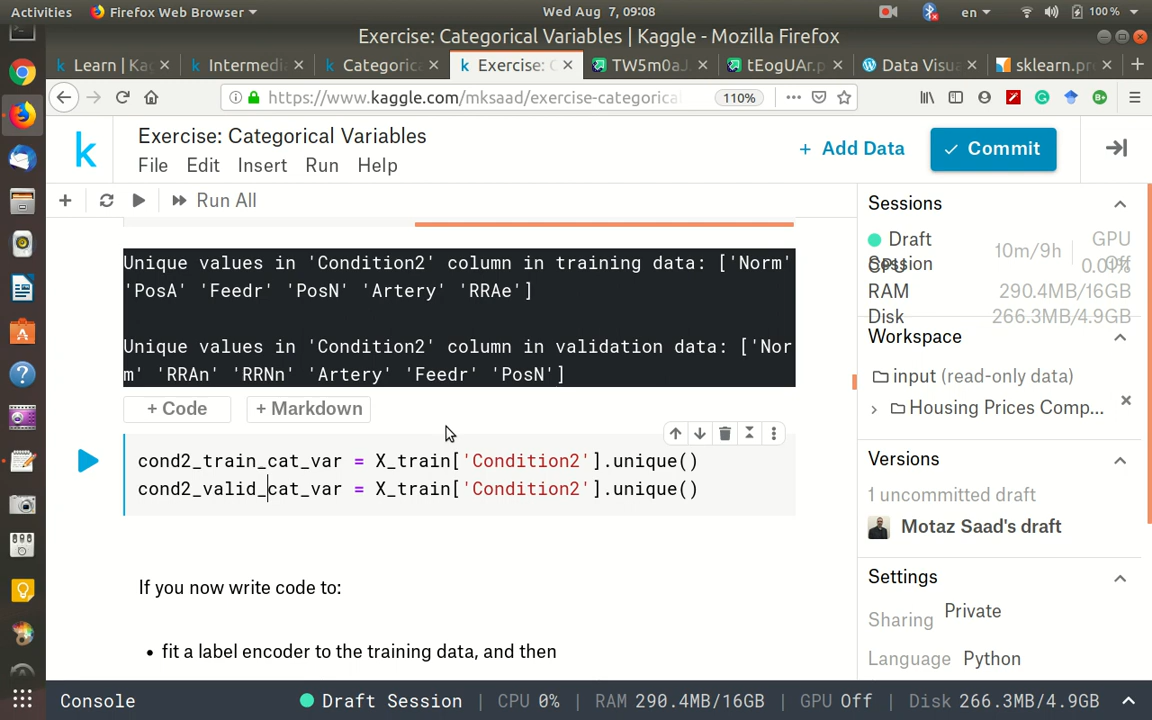 Activities Firefox Web Browser Wed Aug 7, 09:08 en 100 %
Exercise: Categorical Variables | Kaggle - Mozilla Firefox
Learn | Ka Intermedi Categoric Exercise: C TW5m0aJ. tEogUAr.p Data Visua sklearn.pre
https://www.kaggle.com/mksaad/exercise-categorica 110%
Exercise: Categorical Variables
File Edit Insert Run Help
+ Add Data
Commit
Run All
Unique values in 'Condition2' column in training data: ['Norm'
'PosA' 'Feedr' 'PosN' 'Artery' 'RRAe']
Unique values in 'Condition2' column in validation data: ['Nor
m' 'RRAn' 'RRNn' 'Artery' 'Feedr' 'PosN']
+ Code + Markdown
cond2_train_cat_var = X_train['Condition2'].unique()
cond2_valid_cat_var = X_train['Condition2'].unique()
If you now write code to:
• fit a label encoder to the training data, and then
Sessions
Draft Session 10m/9h GPU Off
CPU 0.01%
RAM 290.4MB/16GB
Disk 266.3MB/4.9GB
Workspace
input (read-only data)
Housing Prices Comp...
Versions
1 uncommitted draft
Motaz Saad's draft
Settings
Sharing Private
Language Python
Console Draft Session | CPU 0% | RAM 290.4MB/16GB | GPU Off | Disk 266.3MB/4.9GB